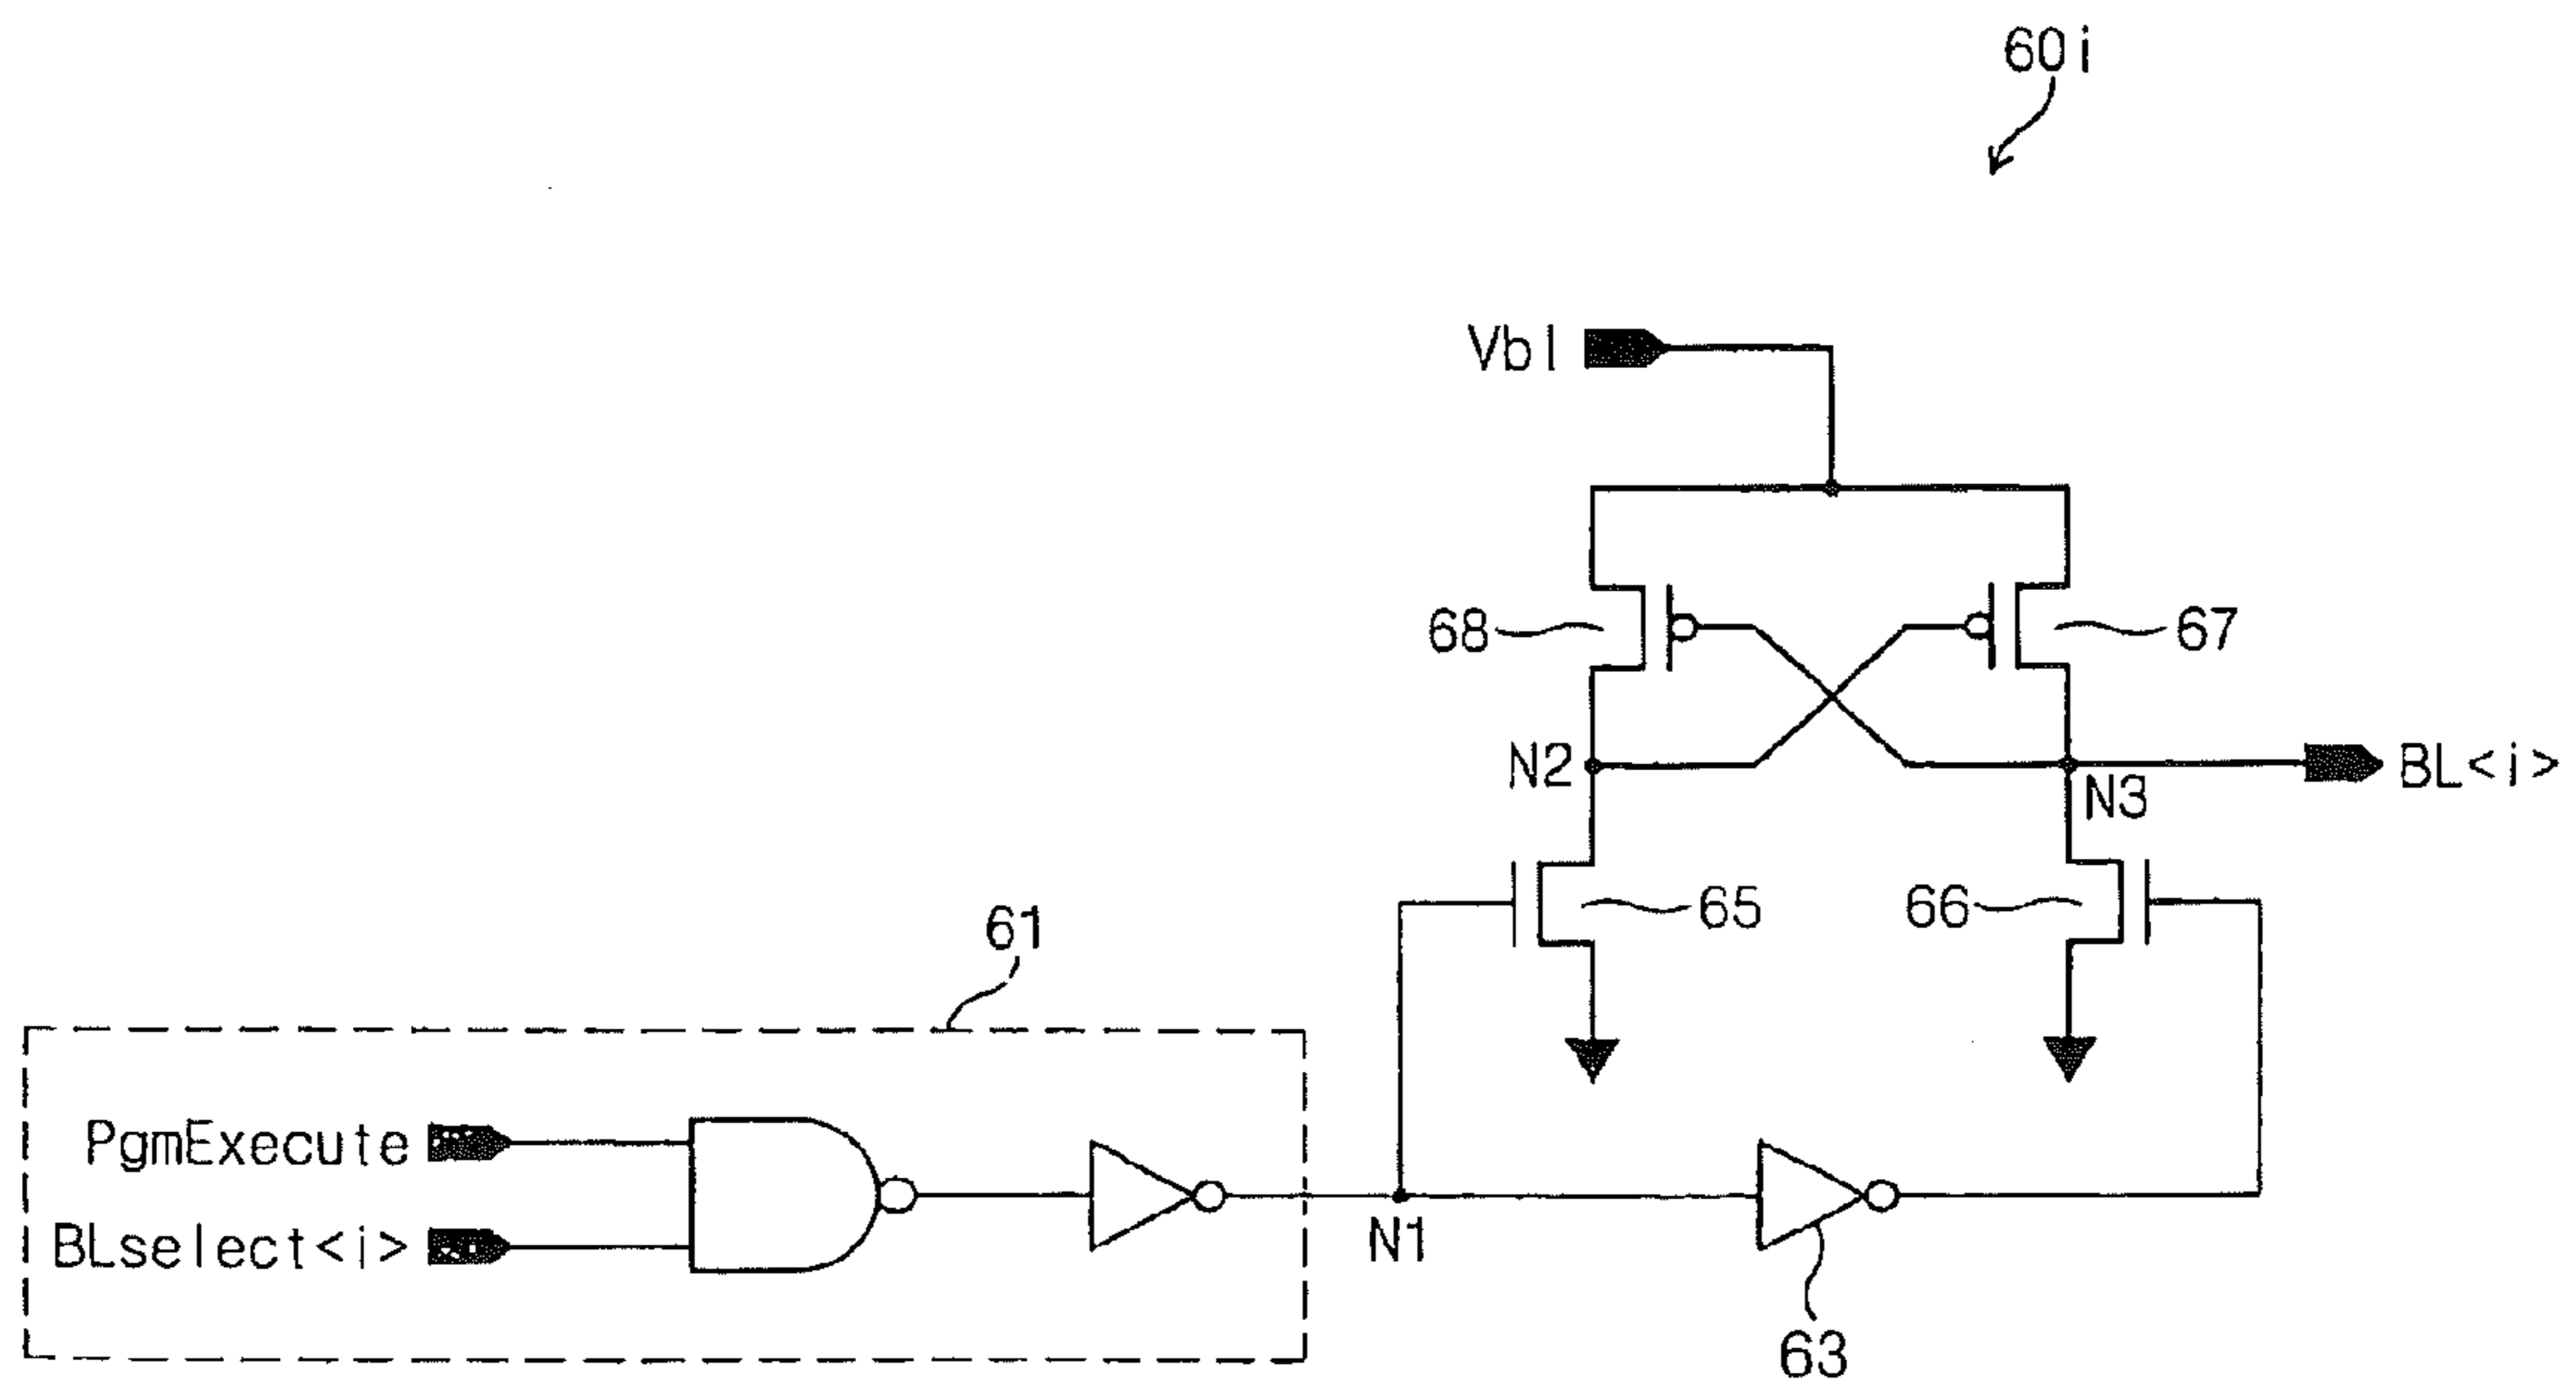 60i
Vbl
68
67
N2
BL<i>
N3
65
66
61
PgmExecute
BLselect<i>
N1
63